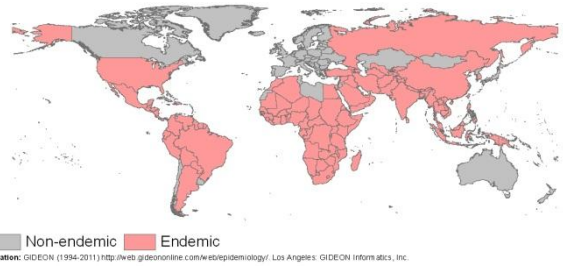 Non-endemic Endemic
ation: GIDEON (1994-2011) http://web.gideononline.com/web/epidemiology/. Los Angeles: GIDEON Informatics, Inc.